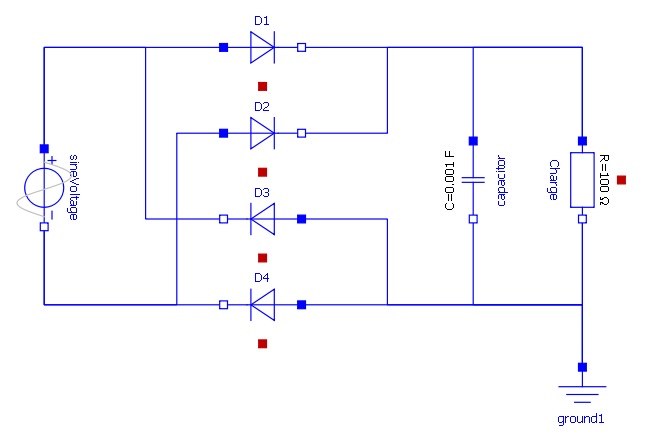 D1
D2
D3
D4
+
sineVoltage
–
C=0.001 F
capacitor
Charge
R=100 Ω
ground1